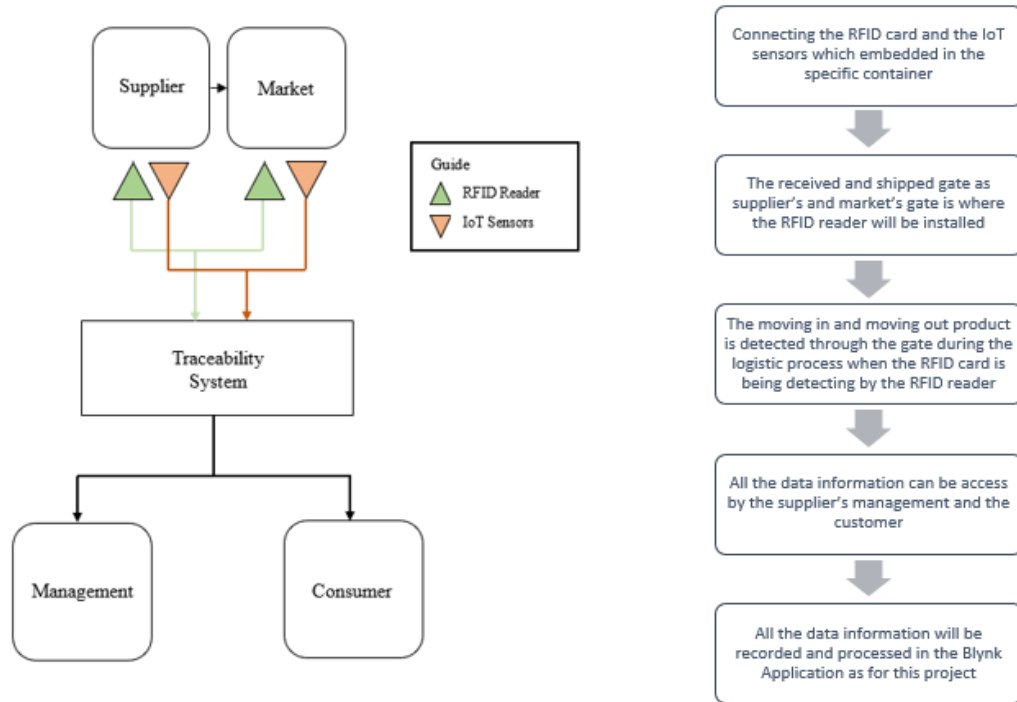 Supplier
Market
Guide
RFID Reader
IoT Sensors
Traceability
System
Management
Consumer
Connecting the RFID card and the IoT
sensors which embedded in the
specific container
The received and shipped gate as
supplier's and market's gate is where
the RFID reader will be installed
The moving in and moving out product
is detected through the gate during the
logistic process when the RFID card is
being detecting by the RFID reader
All the data information can be access
by the supplier's management and the
customer
All the data information will be
recorded and processed in the Blynk
Application as for this project